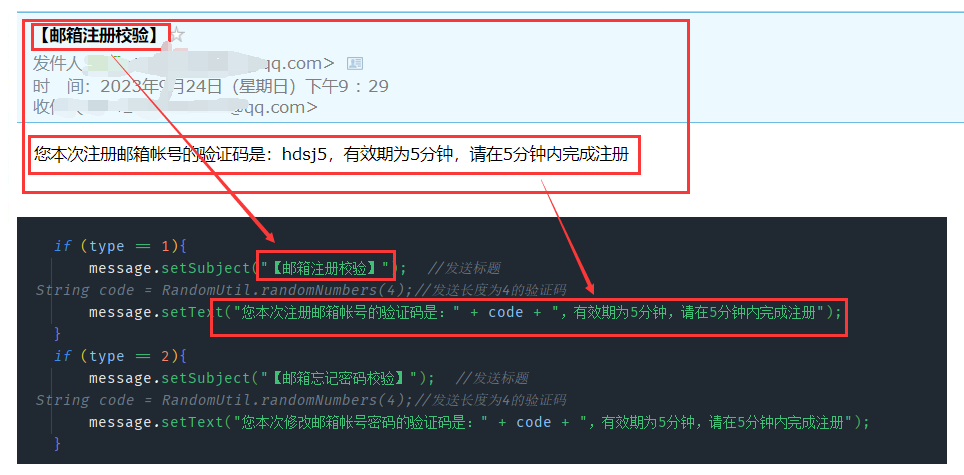 【邮箱注册校验】
发件人 qq.com>
时 间：2023年9月24日（星期日）下午9：29
收件 @qq.com>
您本次注册邮箱帐号的验证码是：hdsj5，有效期为5分钟，请在5分钟内完成注册
if (type == 1){
message.setSubject("【邮箱注册校验】"); //发送标题
String code = RandomUtil.randomNumbers(4);//发送长度为4的验证码
message.setText("您本次注册邮箱帐号的验证码是：" + code + "，有效期为5分钟，请在5分钟内完成注册");
}
if (type == 2){
message.setSubject("【邮箱忘记密码校验】"); //发送标题
String code = RandomUtil.randomNumbers(4);//发送长度为4的验证码
message.setText("您本次修改邮箱帐号密码的验证码是：" + code + "，有效期为5分钟，请在5分钟内完成注册");
}